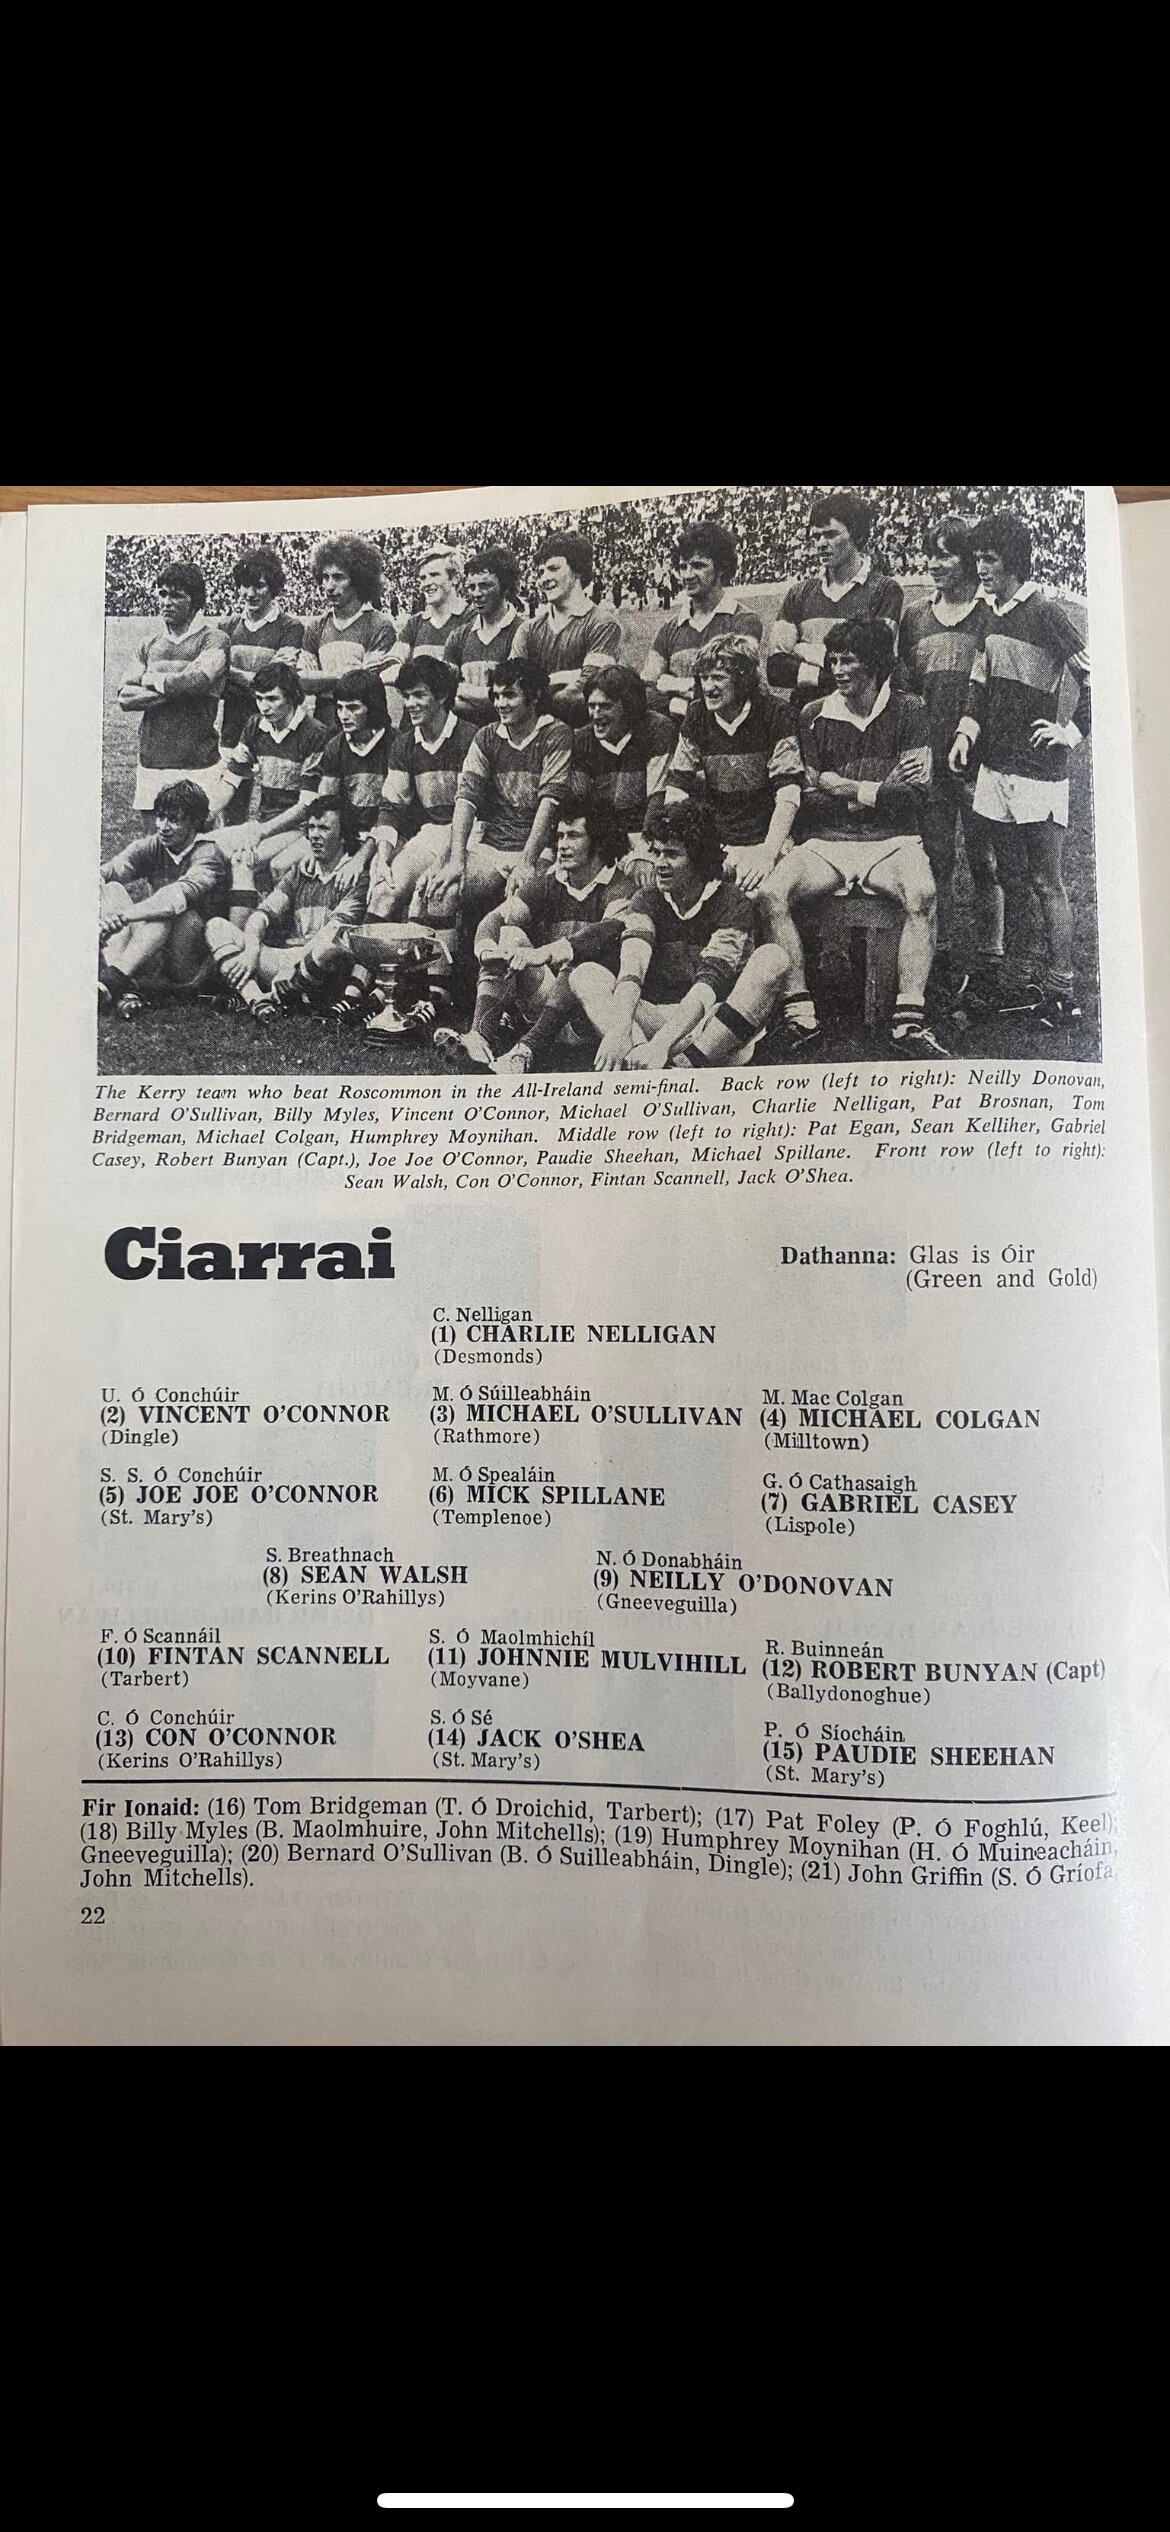 The Kerry team who beat Roscommon in the All-Ireland semi-final. Back row (left to right): Neilly Donovan,
Bernard O'Sullivan, Billy Myles, Vincent O'Connor, Michael O'Sullivan, Charlie Nelligan, Pat Brosnan, Tom
Bridgeman, Michael Colgan, Humphrey Moynihan. Middle row (left to right): Pat Egan, Sean Kelliher, Gabriel
Casey, Robert Bunyan (Capt.), Joe Joe O'Connor, Paudie Sheehan, Michael Spillane. Front row (left to right):
Sean Walsh, Con O'Connor, Fintan Scannell, Jack O'Shea.
Ciarrai
Dathanna: Glas is Óir
(Green and Gold)
C. Nelligan
(1) CHARLIE NELLIGAN
(Desmonds)
U. Ó Conchúir
(2) VINCENT O'CONNOR
(Dingle)
M. Ó Súilleabháin
(3) MICHAEL O'SULLIVAN
(Rathmore)
M. Mac Colgan
(4) MICHAEL COLGAN
(Milltown)
S. S. Ó Conchúir
(5) JOE JOE O'CONNOR
(St. Mary's)
M. Ó Spealáin
(6) MICK SPILLANE
(Templenoe)
G. Ó Cathasaigh
(7) GABRIEL CASEY
(Lispole)
S. Breathnach
(8) SEAN WALSH
(Kerins O'Rahillys)
N. Ó Donabháin
(9) NEILLY O'DONOVAN
(Gneeveguilla)
F. Ó Scannáil
(10) FINTAN SCANNELL
(Tarbert)
S. Ó Maolmhichíl
(11) JOHNNIE MULVIHILL
(Moyvane)
R. Buinneán
(12) ROBERT BUNYAN (Capt)
(Ballydonoghue)
C. Ó Conchúir
(13) CON O'CONNOR
(Kerins O'Rahillys)
S. Ó Sé
(14) JACK O'SHEA
(St. Mary's)
P. Ó Síocháin
(15) PAUDIE SHEEHAN
(St. Mary's)
Fir Ionaid: (16) Tom Bridgeman (T. Ó Droichid, Tarbert); (17) Pat Foley (P. Ó Foghlú, Keel);
(18) Billy Myles (B. Maolmhuire, John Mitchells); (19) Humphrey Moynihan (H. Ó Muineacháin,
Gneeveguilla); (20) Bernard O'Sullivan (B. Ó Suilleabháin, Dingle); (21) John Griffin (S. Ó Gríofa,
John Mitchells).
22